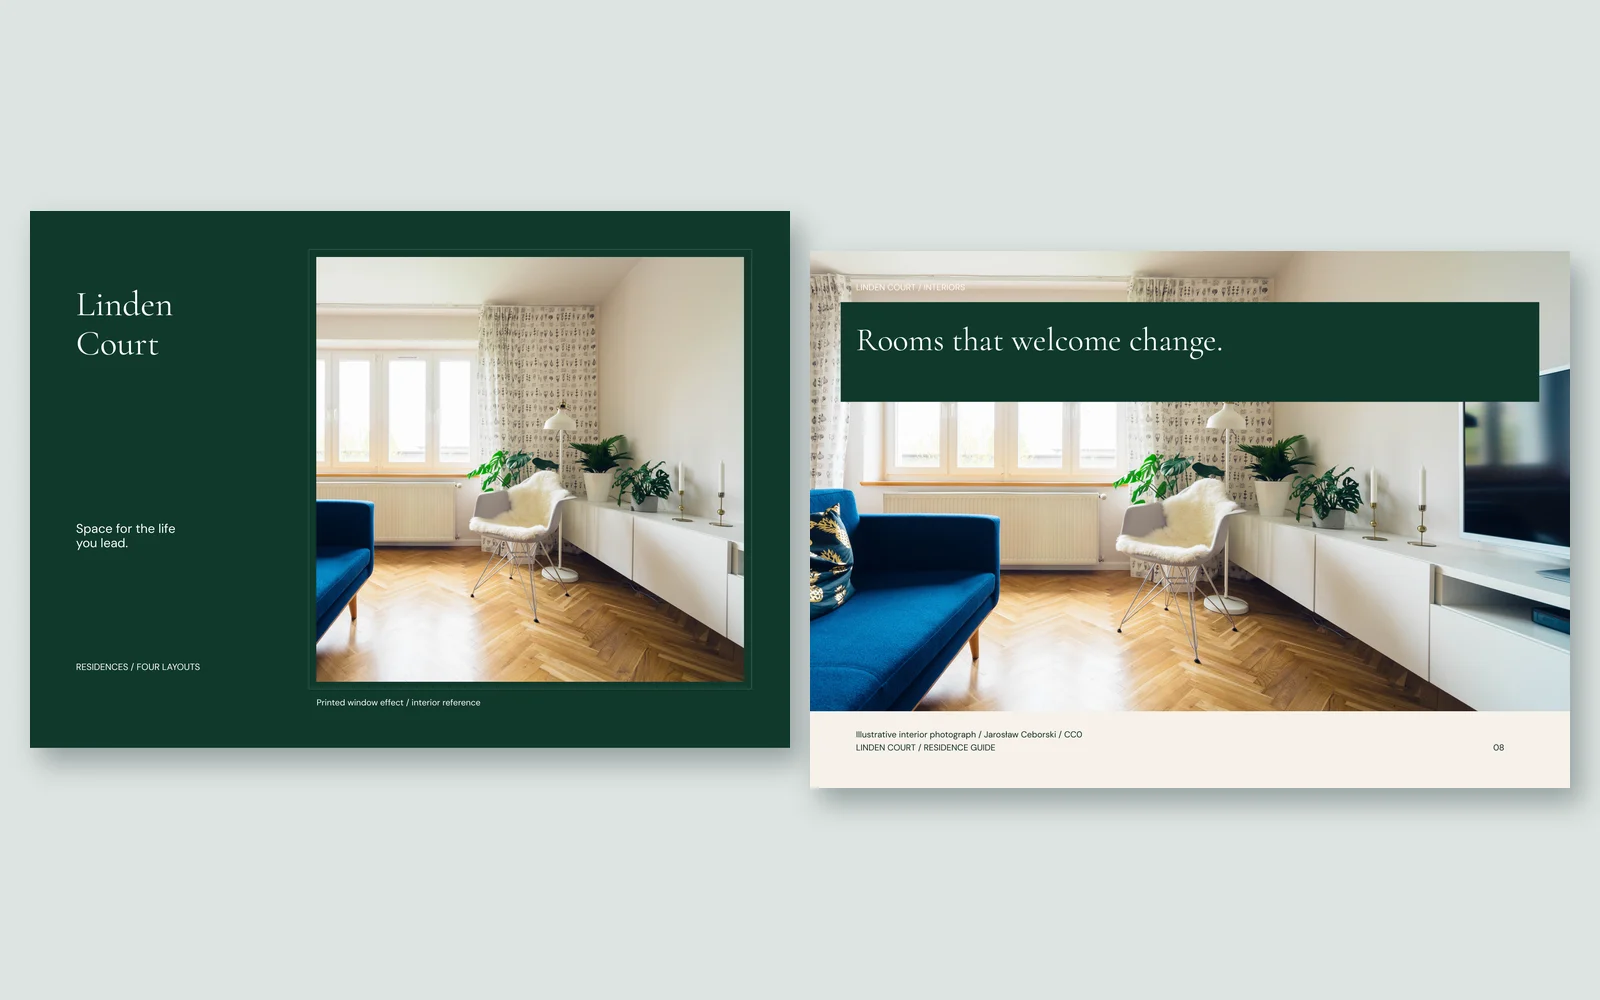 Linden
Court
Space for the life
you lead.
RESIDENCES / FOUR LAYOUTS
Printed window effect / interior reference
LINDEN COURT / INTERIORS
Rooms that welcome change.
Illustrative interior photograph / Jarosław Ceborski / CC0
LINDEN COURT / RESIDENCE GUIDE
08